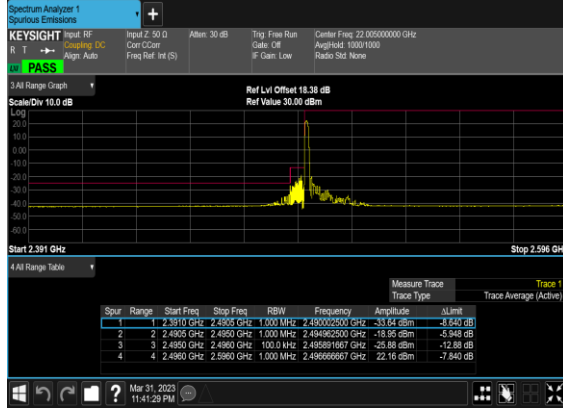 Spectrum Analyzer 1
Spurious Emissions
KEYSIGHT Input: RF Input Z: 50 Ω Atten: 30 dB Trig: Free Run Center Freq: 22.005000000 GHz
R T Coupling: DC Corr CCorr Gate: Off Avg|Hold: 1000/1000
Align: Auto Freq Ref: Int (S) IF Gain: Low Radio Std: None
PASS
3 All Range Graph
Ref Lvl Offset 18.38 dB
Scale/Div 10.0 dB Ref Value 30.00 dBm
Log
20.0
10.0
0.00
-10.0
-20.0
-30.0
-40.0
-50.0
-60.0
Start 2.391 GHz Stop 2.596 GH
4 All Range Table
Measure Trace Trace 1
Trace Type Trace Average (Active)
Spur Range Start Freq Stop Freq RBW Frequency Amplitude ΔLimit
1 1 2.3910 GHz 2.4905 GHz 1.000 MHz 2.490002500 GHz -33.64 dBm -8.640 dB
2 2 2.4905 GHz 2.4950 GHz 1.000 MHz 2.494962500 GHz -18.95 dBm -5.948 dB
3 3 2.4950 GHz 2.4960 GHz 100.0 kHz 2.495891667 GHz -25.88 dBm -12.88 dB
4 4 2.4960 GHz 2.5960 GHz 1.000 MHz 2.496666667 GHz 22.16 dBm -7.840 dB
?
Mar 31, 2023
11:41:29 PM